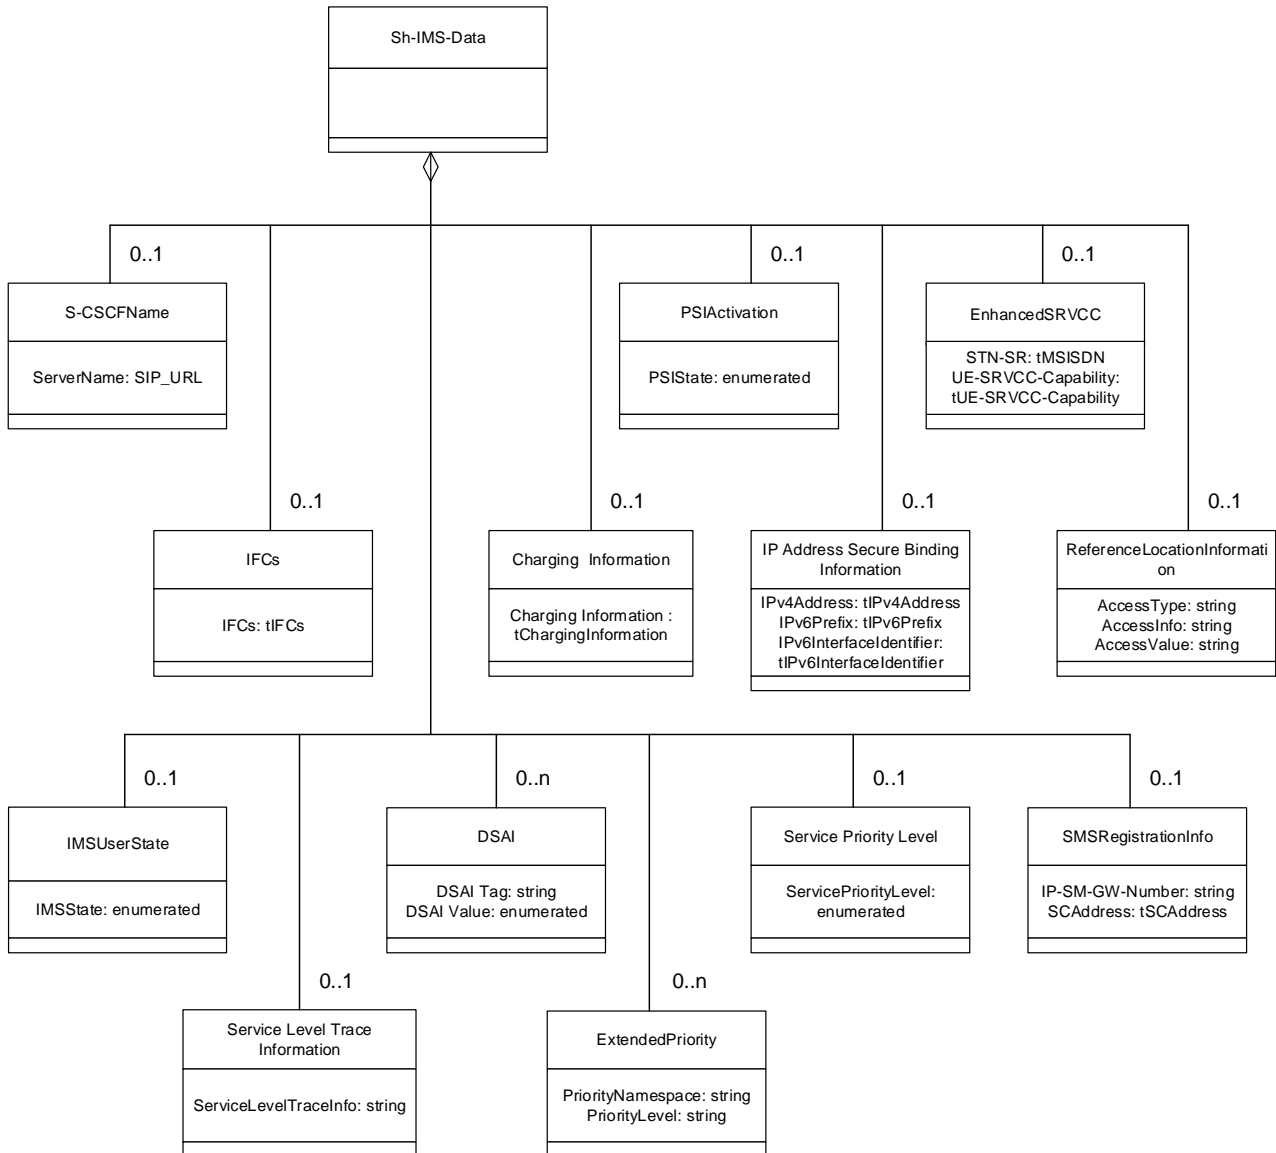 Sh-IMS-Data
0..1
0..1
0..1
S-CSCFName
ServerName: SIP_URL
PSIActivation
PSIState: enumerated
EnhancedSRVCC
STN-SR: tMSISDN
UE-SRVCC-Capability:
tUE-SRVCC-Capability
0..1
0..1
0..1
0..1
IFCs
IFCs: tIFCs
Charging Information
Charging Information :
tChargingInformation
IP Address Secure Binding
Information
IPv4Address: tIPv4Address
IPv6Prefix: tIPv6Prefix
IPv6InterfaceIdentifier:
tIPv6InterfaceIdentifier
ReferenceLocationInformati
on
AccessType: string
AccessInfo: string
AccessValue: string
0..1
0..n
0..1
0..1
IMSUserState
IMSState: enumerated
DSAI
DSAI Tag: string
DSAI Value: enumerated
Service Priority Level
ServicePriorityLevel:
enumerated
SMSRegistrationInfo
IP-SM-GW-Number: string
SCAddress: tSCAddress
0..1
0..n
Service Level Trace
Information
ServiceLevelTraceInfo: string
ExtendedPriority
PriorityNamespace: string
PriorityLevel: string